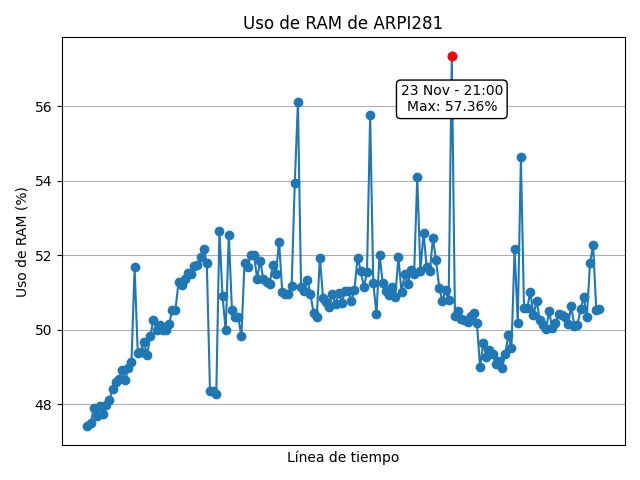 Uso de RAM de ARPI281
Uso de RAM (%)
56
54
52
50
48
23 Nov - 21:00
Max: 57.36%
Línea de tiempo